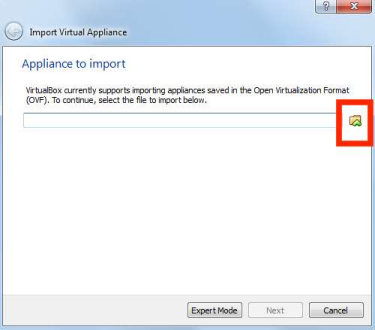 Import Virtual Appliance
Appliance to import
VirtualBox currently supports importing appliances saved in the Open Virtualization Format
(OVF). To continue, select the file to import below.
Expert Mode Next Cancel